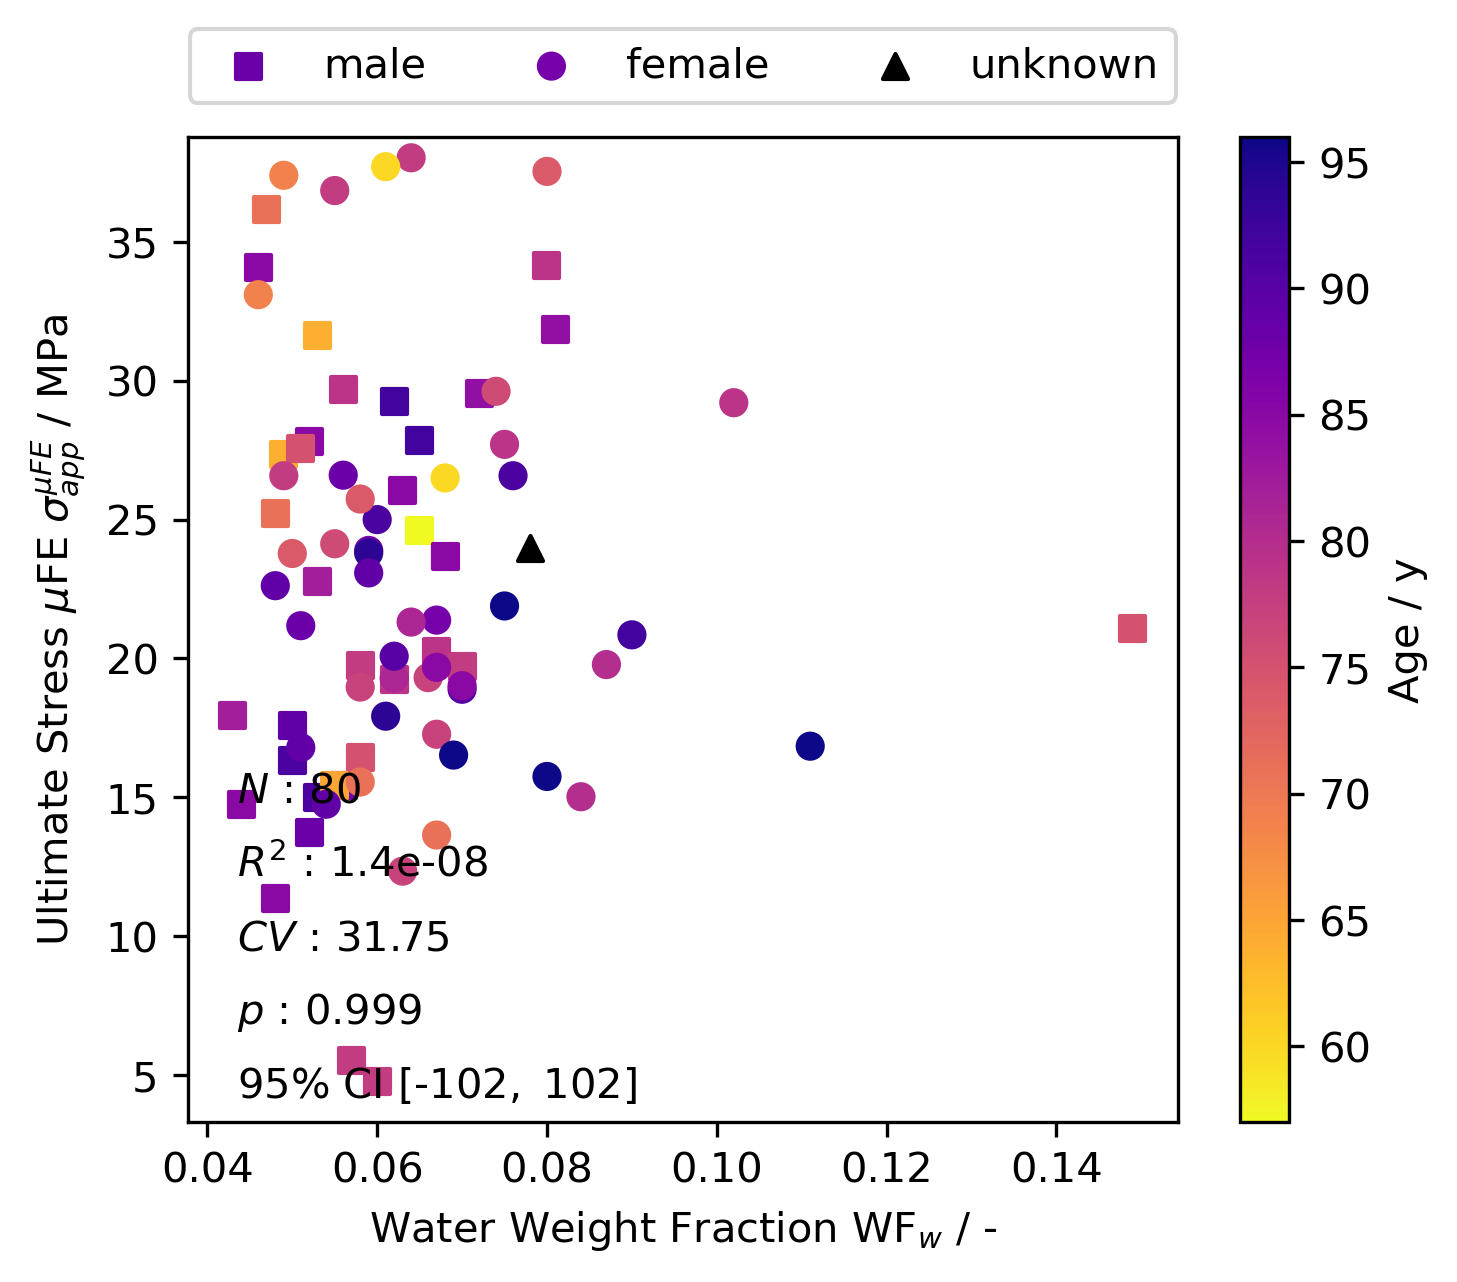 male female unknown
35
30
25
20
15
10
5
Ultimate Stress μFE σ_app^μFE / MPa
N : 80
R² : 1.4e-08
CV : 31.75
p : 0.999
95% CI [-102, 102]
0.04 0.06 0.08 0.10 0.12 0.14
Water Weight Fraction WF_w / -
95
90
85
80
75
70
65
60
Age / y